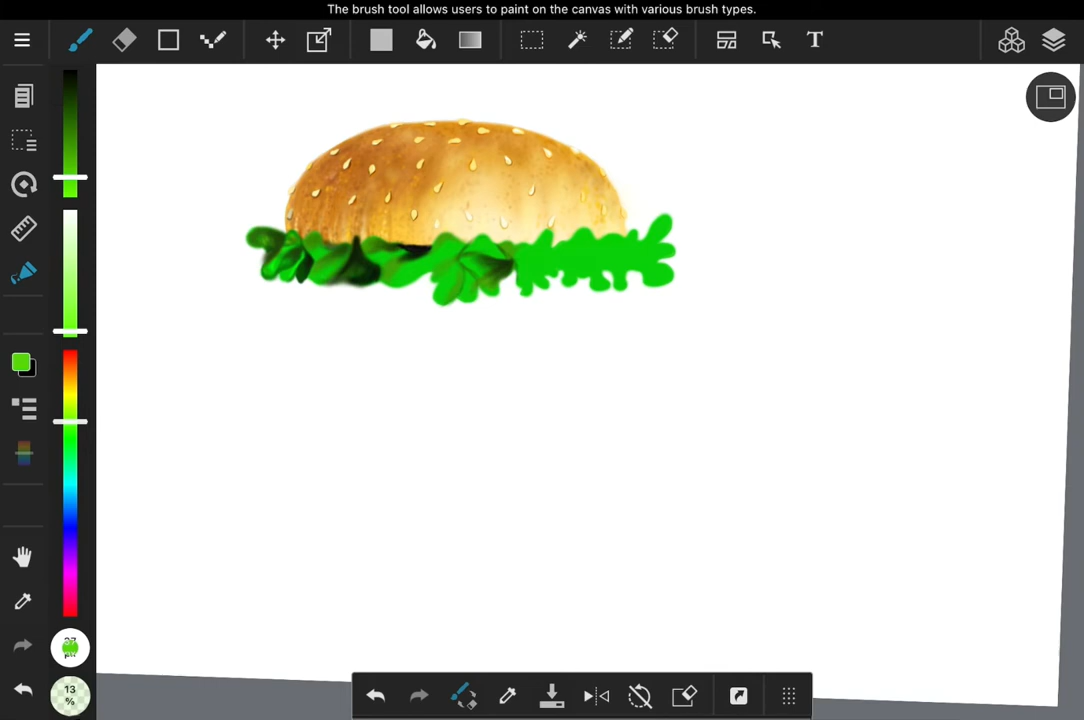 The brush tool allows users to paint on the canvas with various brush types.
T
13
%